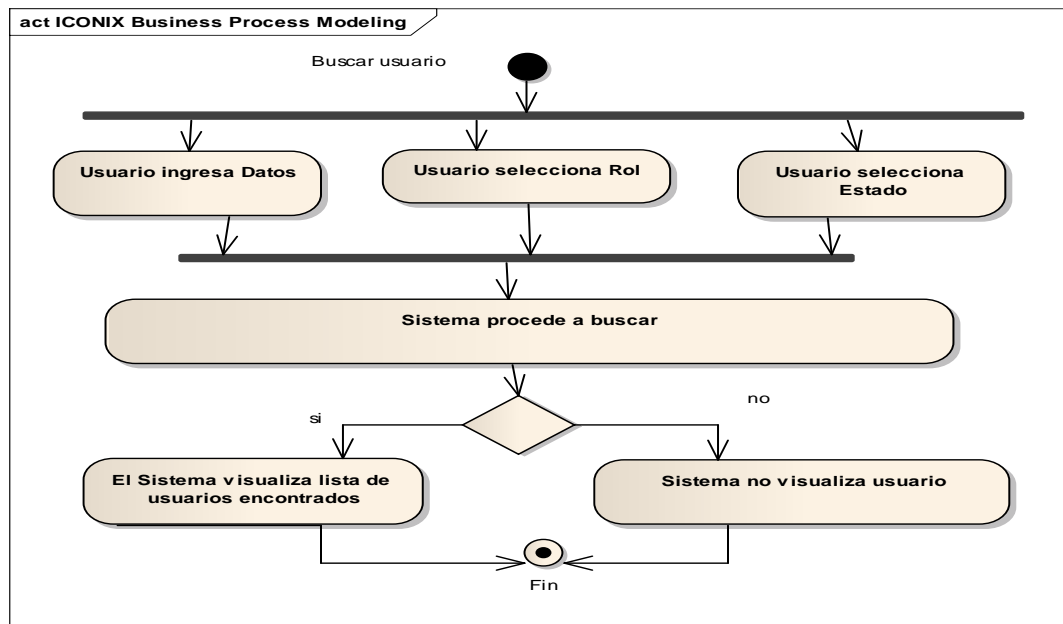 act ICONIX Business Process Modeling
Buscar usuario
Usuario ingresa Datos
Usuario selecciona Rol
Usuario selecciona
Estado
Sistema procede a buscar
si
no
El Sistema visualiza lista de
usuarios encontrados
Sistema no visualiza usuario
Fin